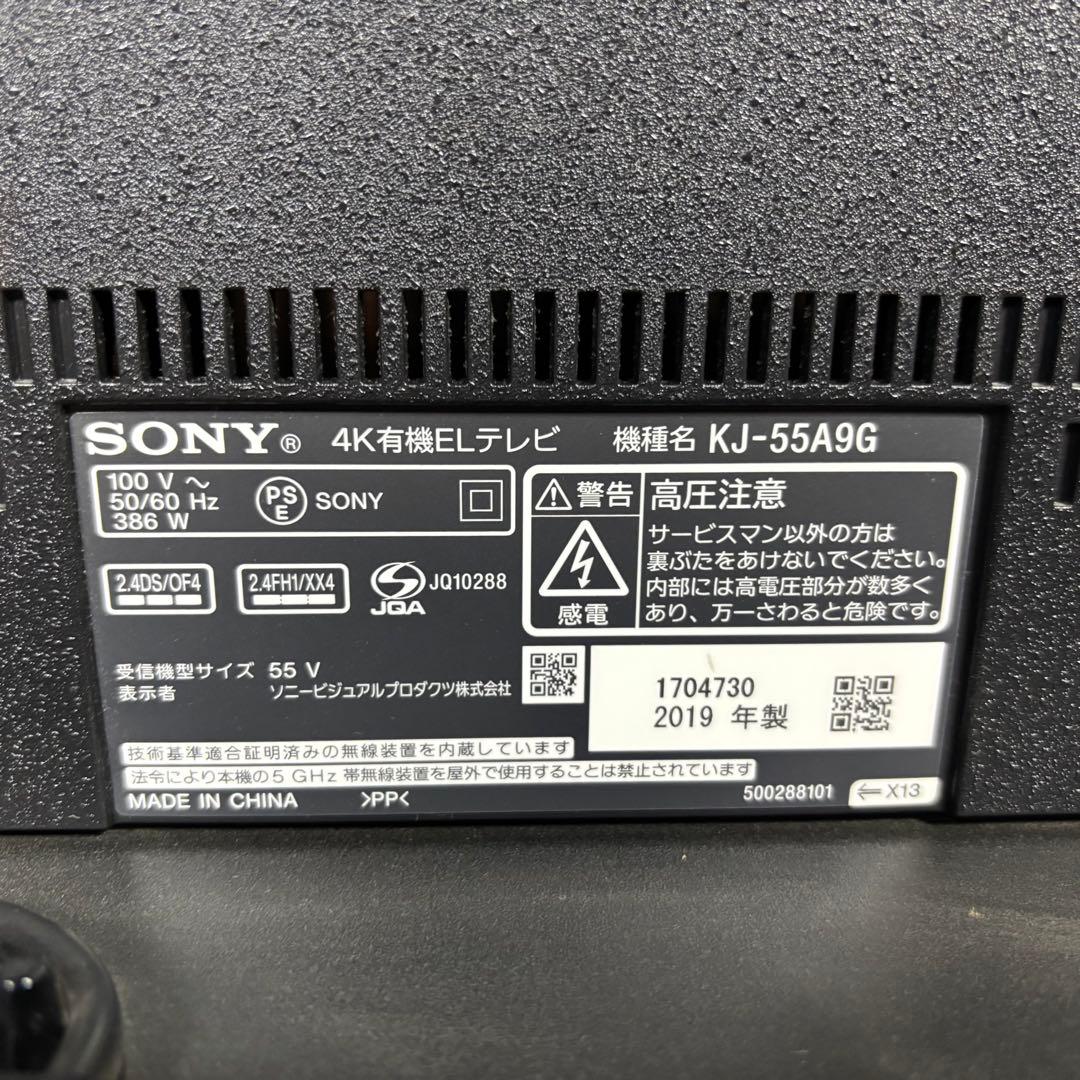 SONY® 4K有機ELテレビ 機種名 KJ-55A9G
100 V ～
50/60 Hz
386 W
PS
E
SONY
⚠警告
感電
高圧注意
サービスマン以外の方は
裏ぶたをあけないでください。
内部には高電圧部分が数多く
あり、万一さわると危険です。
2.4DS/OF4
2.4FH1/XX4
JQA
JQ10288
受信機型サイズ 55 V
表示者 ソニービジュアルプロダクツ株式会社
1704730
2019 年製
技術基準適合証明済みの無線装置を内蔵しています
法令により本機の5 GHz 帯無線装置を屋外で使用することは禁止されています
MADE IN CHINA >PP< 500288101 ⇐X13